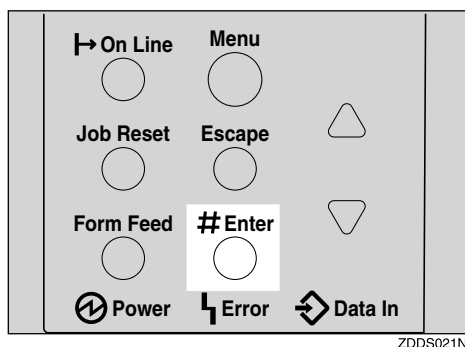 On Line Menu
Job Reset Escape
Form Feed # Enter
Power Error Data In
ZDDS021N